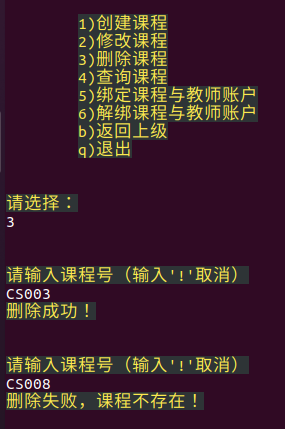 1)创建课程
2)修改课程
3)删除课程
4)查询课程
5)绑定课程与教师账户
6)解绑课程与教师账户
b)返回上级
q)退出
请选择：
3
请输入课程号（输入'!'取消）
CS003
删除成功！
请输入课程号（输入'!'取消）
CS008
删除失败，课程不存在！